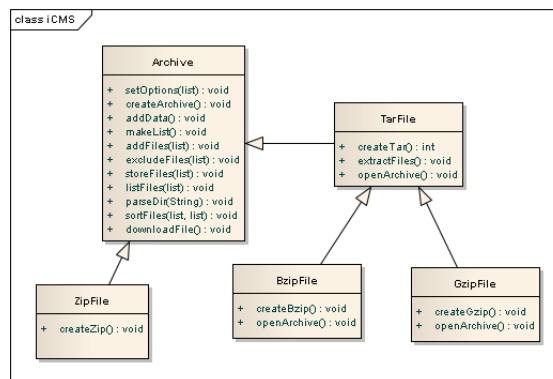 class iCMS
Archive
+ setOptions(list) : void
+ createArchive() : void
+ addData() : void
+ makeList() : void
+ addFiles(list) : void
+ excludeFiles(list) : void
+ storeFiles(list) : void
+ listFiles(list) : void
+ parseDir(String) : void
+ sortFiles(list, list) : void
+ downloadFile() : void
TarFile
+ createTar() : int
+ extractFiles() : void
+ openArchive() : void
ZipFile
+ createZip() : void
BzipFile
+ createBzip() : void
+ openArchive() : void
GzipFile
+ createGzip() : void
+ openArchive() : void